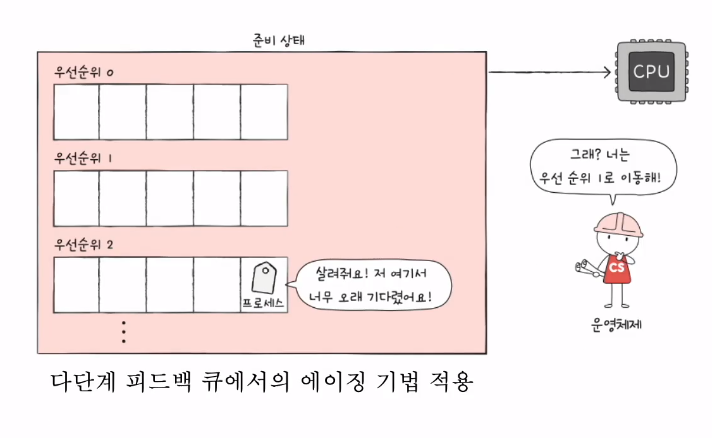 준비 상태
우선순위 0
CPU
우선순위 1
그래? 너는
우선 순위 1로 이동해!
우선순위 2
살려줘요! 저 여기서
너무 오래 기다렸어요!
프로세스
CS
운영체제
다단계 피드백 큐에서의 에이징 기법 적용